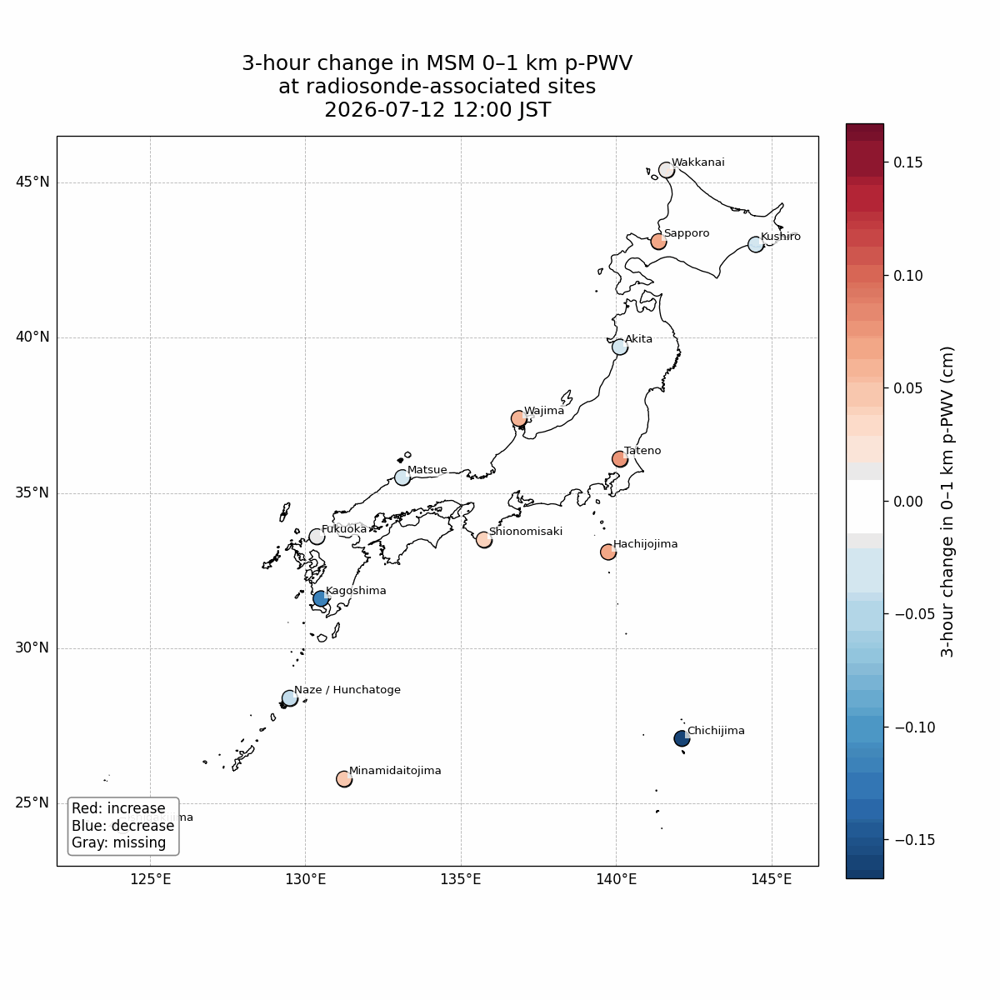 3-hour change in MSM 0–1 km p-PWV
at radiosonde-associated sites
2026-07-12 12:00 JST
Wakkanai
45°N
Sapporo
Kushiro
40°N
Akita
Wajima
Tateno
Matsue
35°N
Fukuoka
Shionomisaki
Hachijojima
Kagoshima
30°N
Naze / Hunchatoge
Chichijima
Minamidaitojima
25°N
Red: increase
Blue: decrease
Gray: missing
125°E
130°E
135°E
140°E
145°E
0.15
0.10
0.05
0.00
−0.05
−0.10
−0.15
3-hour change in 0–1 km p-PWV (cm)